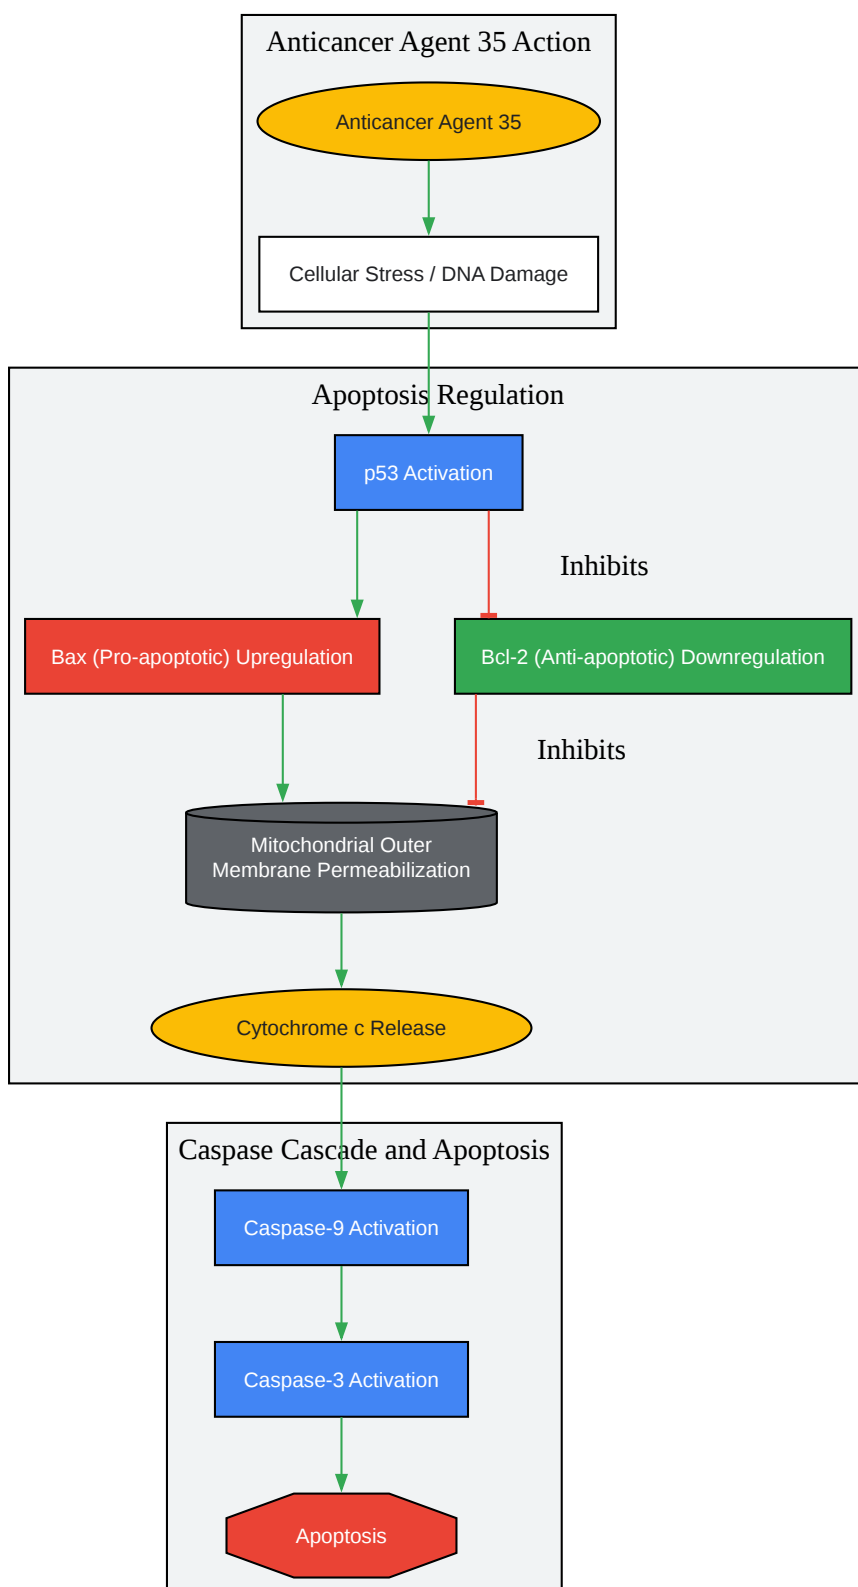 Anticancer Agent 35 Action
Anticancer Agent 35
Cellular Stress / DNA Damage
Apoptosis Regulation
p53 Activation
Inhibits
Bax (Pro-apoptotic) Upregulation
Bcl-2 (Anti-apoptotic) Downregulation
Inhibits
Mitochondrial Outer
Membrane Permeabilization
Cytochrome c Release
Caspase Cascade and Apoptosis
Caspase-9 Activation
Caspase-3 Activation
Apoptosis